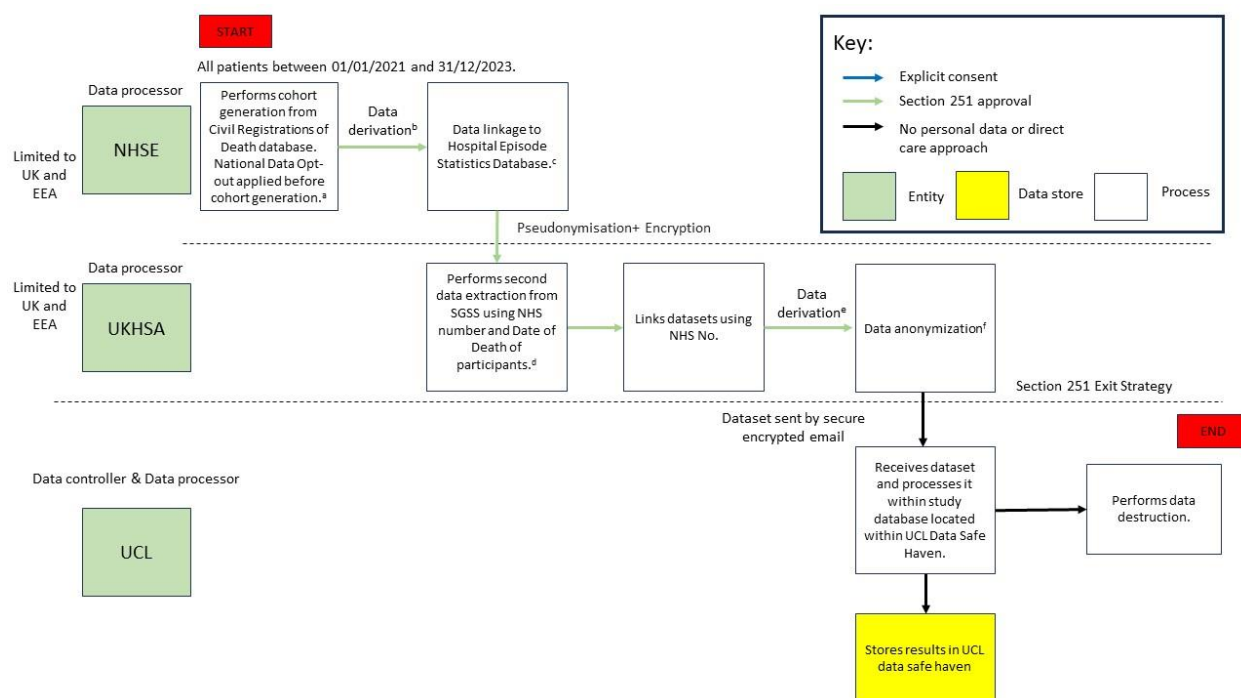 START
All patients between 01/01/2021 and 31/12/2023.
Data processor
NHSE
Limited to
UK and
EEA
Performs cohort
generation from
Civil Registrations of
Death database.
National Data Opt-
out applied before
cohort generation.ᵃ
Data
derivationᵇ
Data linkage to
Hospital Episode
Statistics Database.ᶜ
Key:
Explicit consent
Section 251 approval
No personal data or direct
care approach
Entity
Data store
Process
Pseudonymisation+ Encryption
Data processor
Limited to
UK and
EEA
UKHSA
Performs second
data extraction from
SGSS using NHS
number and Date of
Death of
participants.ᵈ
Links datasets using
NHS No.
Data
derivationᵉ
Data anonymizationᶠ
Section 251 Exit Strategy
Dataset sent by secure
encrypted email
END
Data controller & Data processor
UCL
Receives dataset
and processes it
within study
database located
within UCL Data Safe
Haven.
Performs data
destruction.
Stores results in UCL
data safe haven